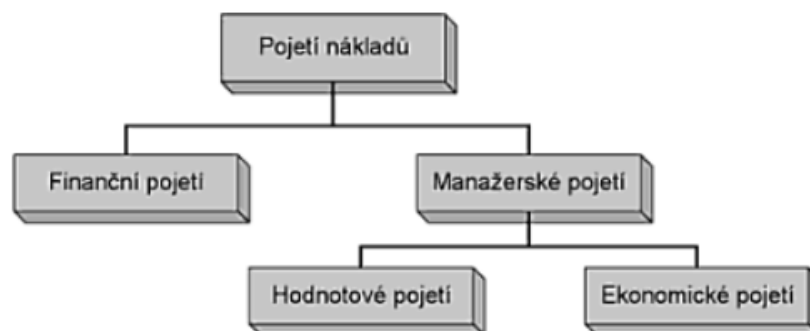 Pojetí nákladů
Finanční pojetí
Manažerské pojetí
Hodnotové pojetí
Ekonomické pojetí